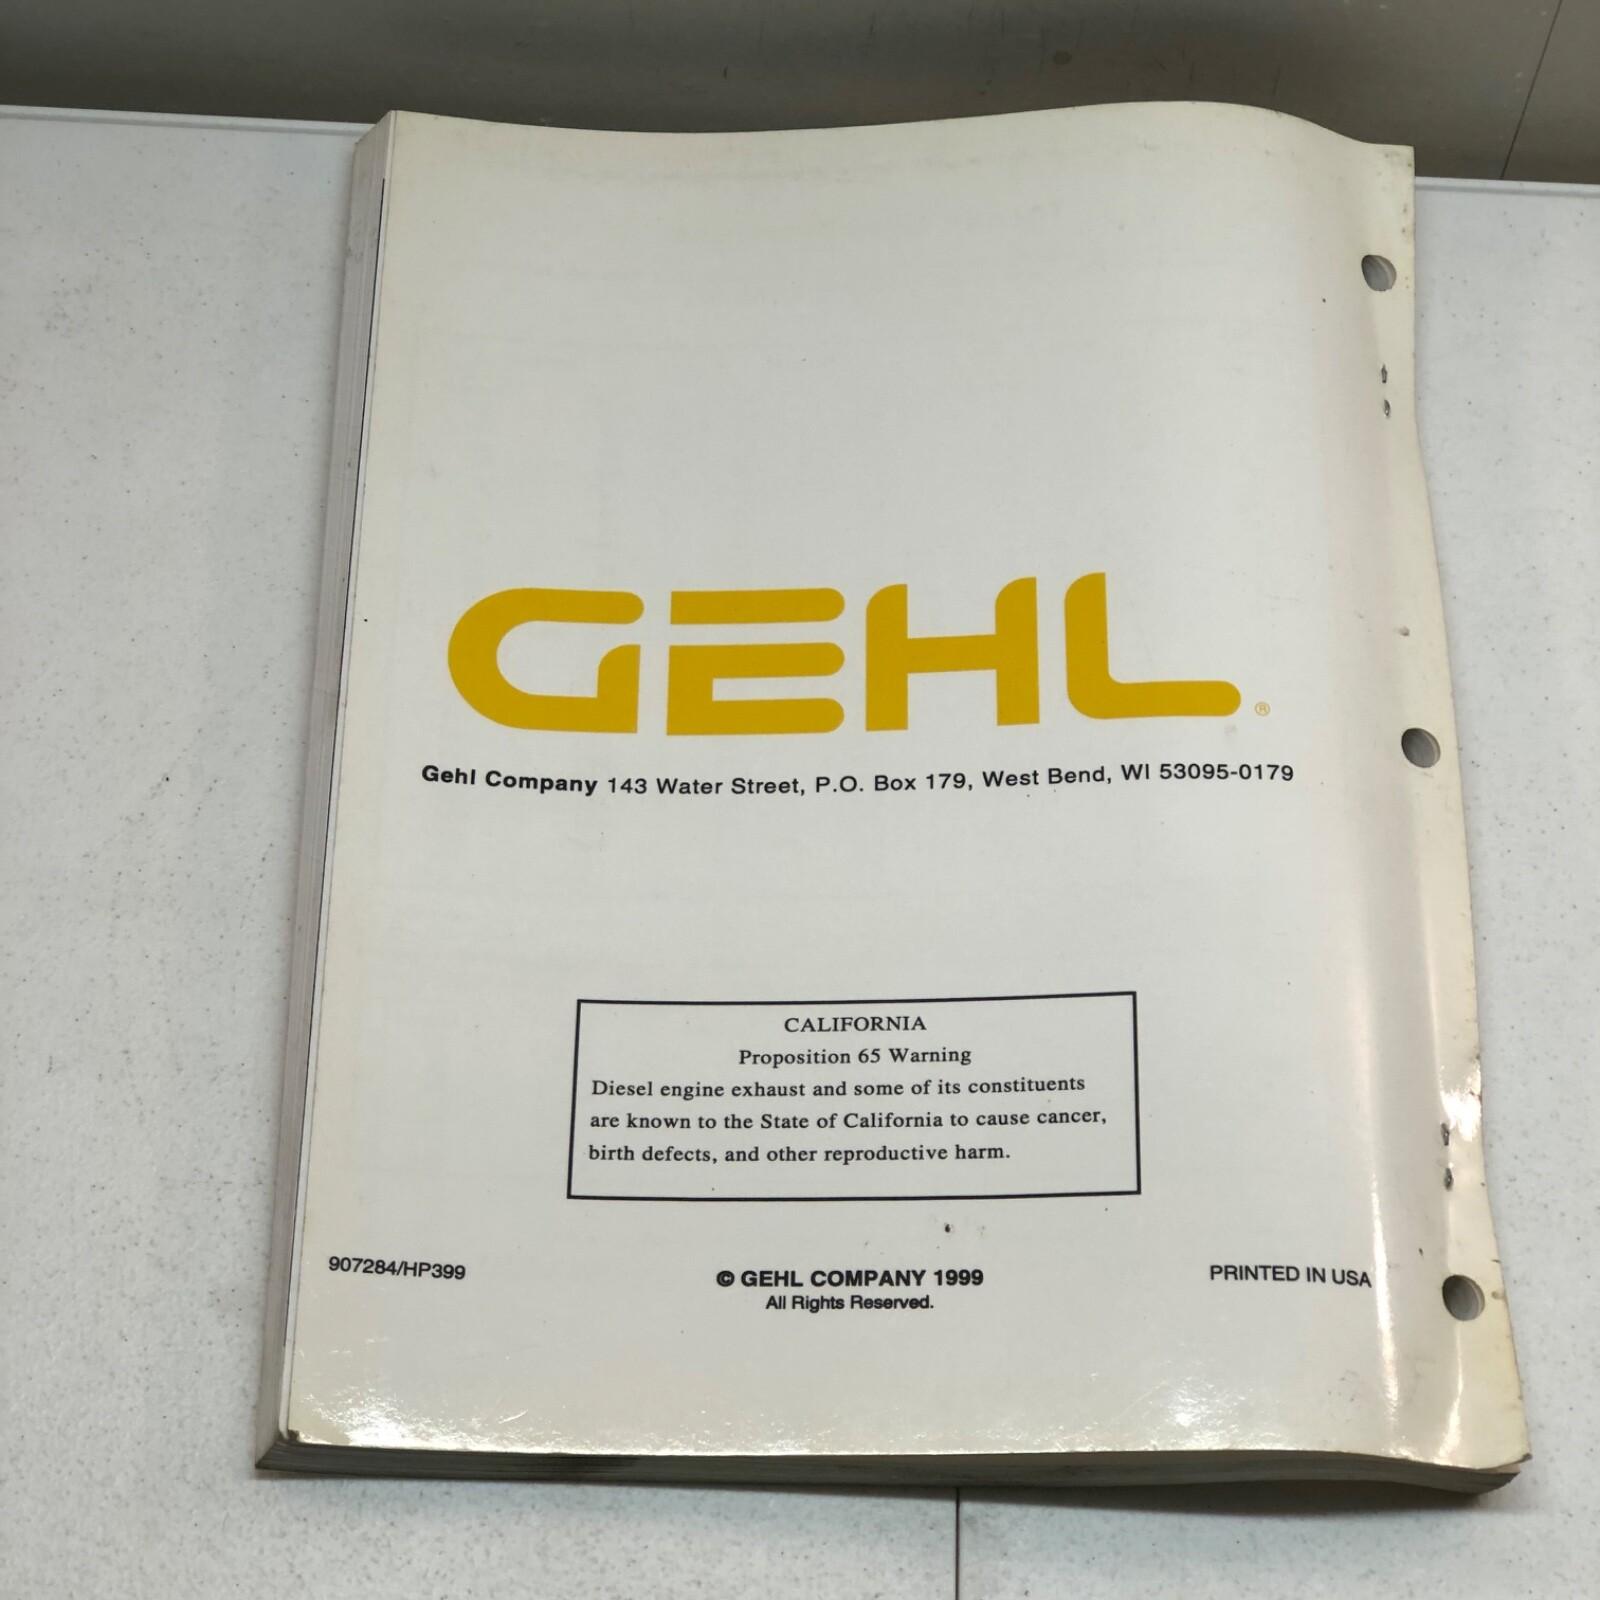 GEHL®
Gehl Company 143 Water Street, P.O. Box 179, West Bend, WI 53095-0179
CALIFORNIA
Proposition 65 Warning
Diesel engine exhaust and some of its constituents
are known to the State of California to cause cancer,
birth defects, and other reproductive harm.
907284/HP399
© GEHL COMPANY 1999
All Rights Reserved.
PRINTED IN USA